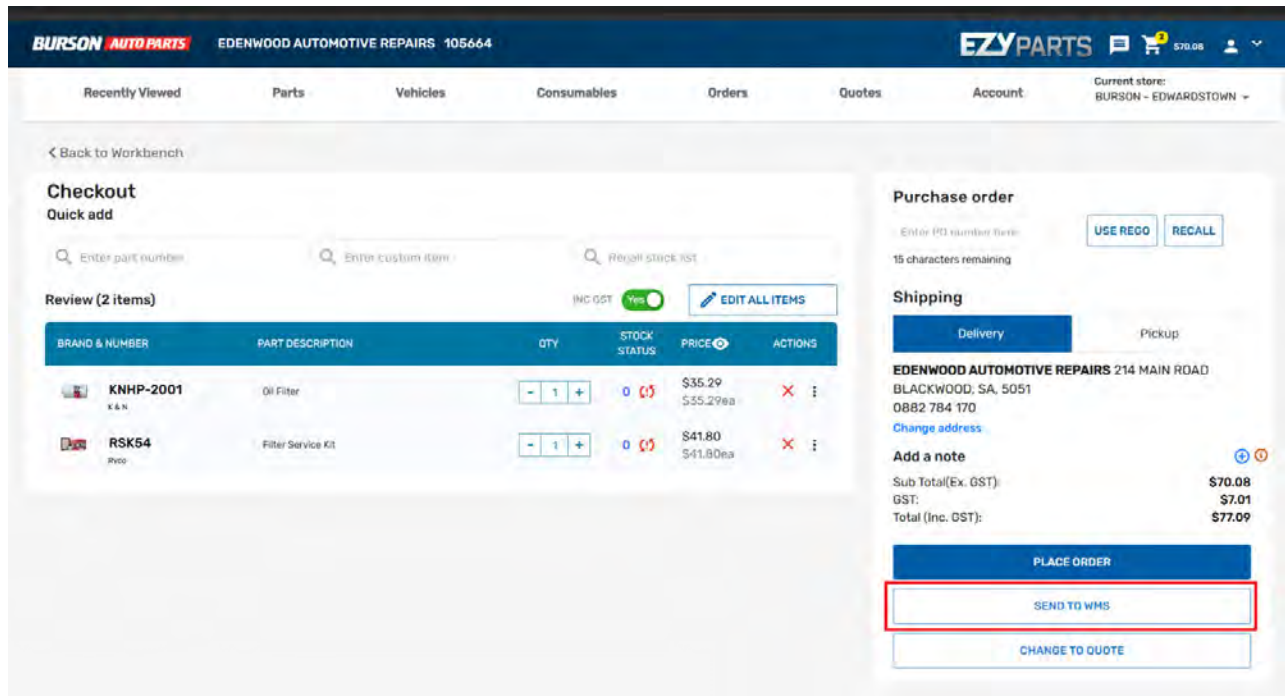 BURSON AUTO PARTS EDENWOOD AUTOMOTIVE REPAIRS 105664 EZYPARTS $70.08
Recently Viewed Parts Vehicles Consumables Orders Quotes Account Current store:
BURSON - EDWARDSTOWN
Back to Workbench
Checkout
Quick add
Enter part number Enter custom item Recall stock list
Review (2 items) INC GST Yes EDIT ALL ITEMS
BRAND & NUMBER PART DESCRIPTION QTY STOCK STATUS PRICE ACTIONS
KNHP-2001 Oil Filter - 1 + 0 $35.29
K&N $35.29ea
RSK54 Filter Service Kit - 1 + 0 $41.80
Ryco $41.80ea
Purchase order
Enter PO number here USE REGO RECALL
15 characters remaining
Shipping
Delivery Pickup
EDENWOOD AUTOMOTIVE REPAIRS 214 MAIN ROAD
BLACKWOOD, SA, 5051
0882 784 170
Change address
Add a note
Sub Total(Ex. GST): $70.08
GST: $7.01
Total (Inc. GST): $77.09
PLACE ORDER
SEND TO WMS
CHANGE TO QUOTE